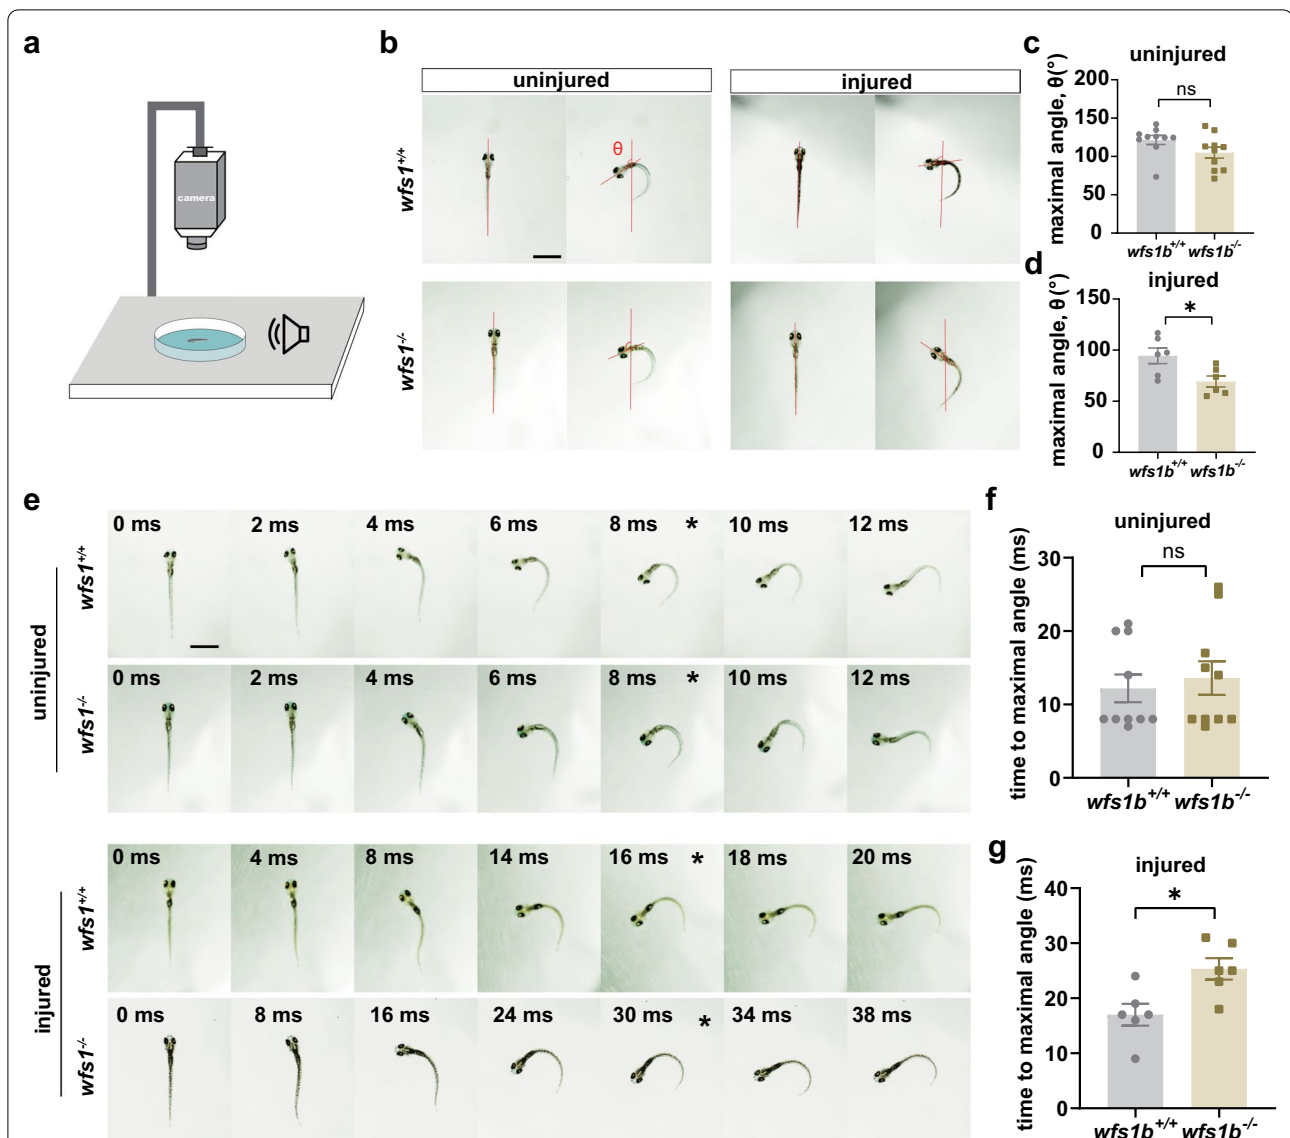 a
camera
b
uninjured
injured
wfs1+/+
θ
wfs1-/-
c
uninjured
maximal angle, θ(°)
200
150
100
50
0
ns
wfs1b+/+ wfs1b-/-
d
injured
maximal angle, θ(°)
150
100
50
0
*
wfs1b+/+ wfs1b-/-
e
uninjured
wfs1+/+
0 ms 2 ms 4 ms 6 ms 8 ms * 10 ms 12 ms
wfs1-/-
0 ms 2 ms 4 ms 6 ms 8 ms * 10 ms 12 ms
injured
wfs1+/+
0 ms 4 ms 8 ms 14 ms 16 ms * 18 ms 20 ms
wfs1-/-
0 ms 8 ms 16 ms 24 ms 30 ms * 34 ms 38 ms
f
uninjured
time to maximal angle (ms)
30
20
10
0
ns
wfs1b+/+ wfs1b-/-
g
injured
time to maximal angle (ms)
40
30
20
10
0
*
wfs1b+/+ wfs1b-/-